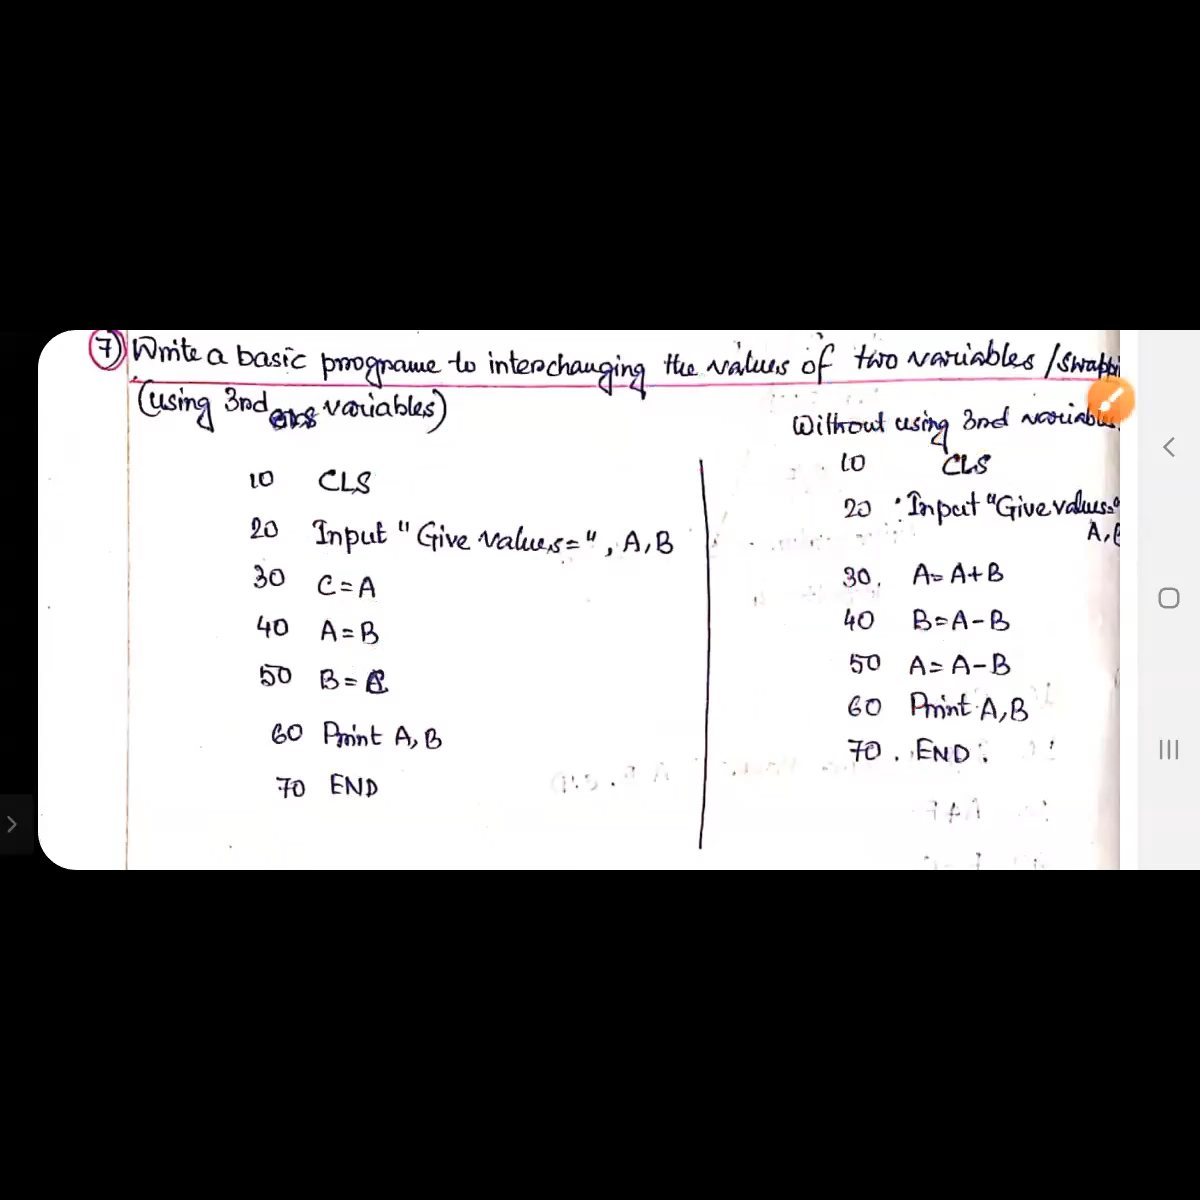 7 Write a basic programe to interchanging the values of two variables / swappi
(using 3rd variables)
10 CLS
20 Input "Give values=", A, B
30 C=A
40 A=B
50 B=C
60 Print A, B
70 END
Without using 3rd variables.
10 CLS
20 Input "Give values="
A, B
30. A=A+B
40 B=A-B
50 A=A-B
60 Print A, B
70. END.